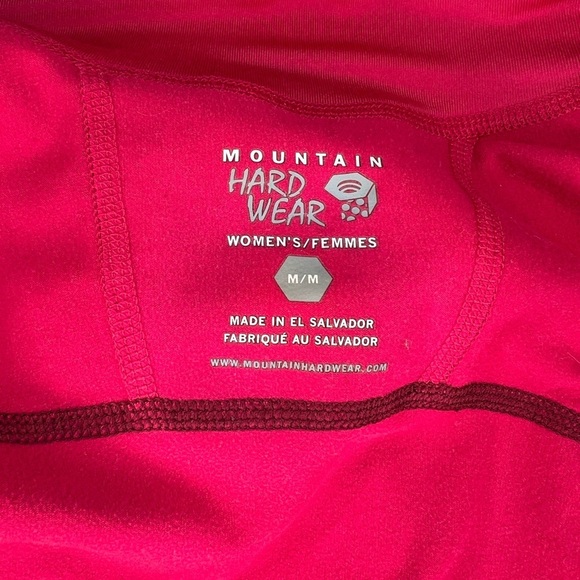 MOUNTAIN
HARD
WEAR
WOMEN'S/FEMMES
M/M
MADE IN EL SALVADOR
FABRIQUÉ AU SALVADOR
WWW.MOUNTAINHARDWEAR.COM